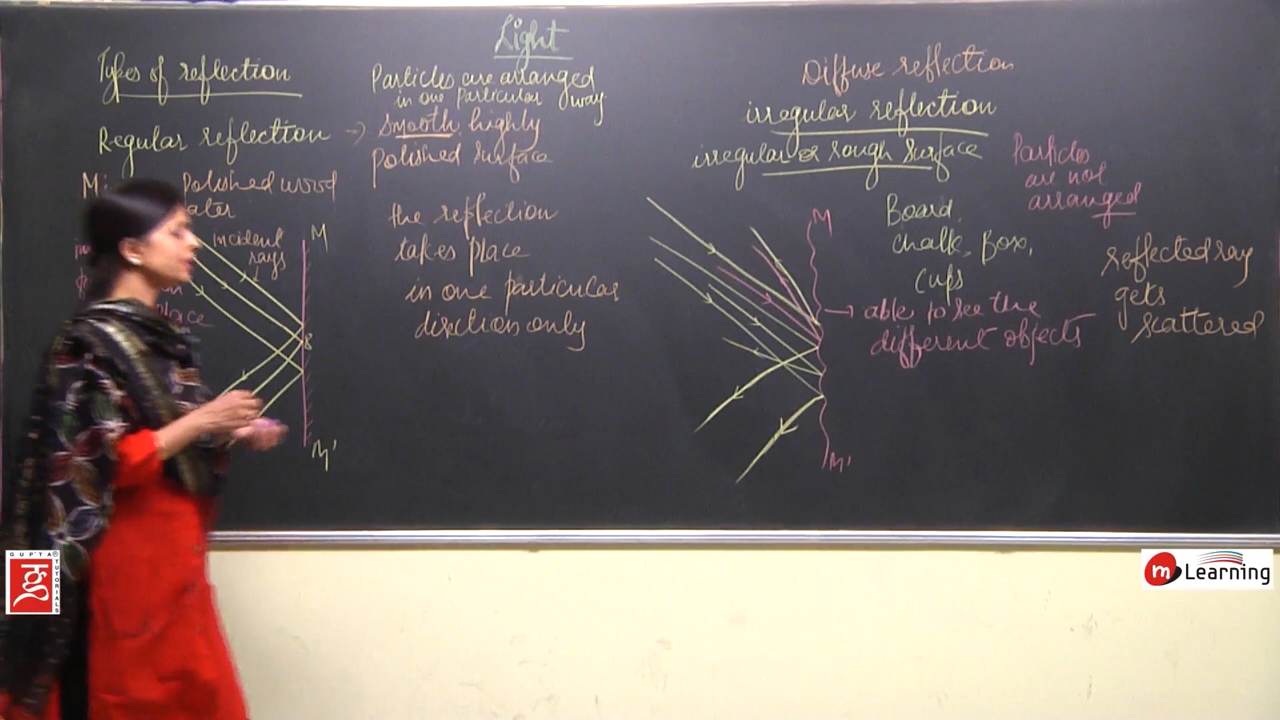 Light
Types of reflection
Regular reflection → Smooth highly
polished surface
Particles are arranged
in one particular way
Polished wood
incident
rays
M
M'
the reflection
takes place
in one particular
direction only
Diffuse reflection
irregular reflection
irregular or rough surface
Particles
are not
arranged
Board,
chalk, Box,
cups
M
→ able to see the
different objects
M'
reflected ray
gets
scattered
GUPTA
TUTORIALS
m Learning